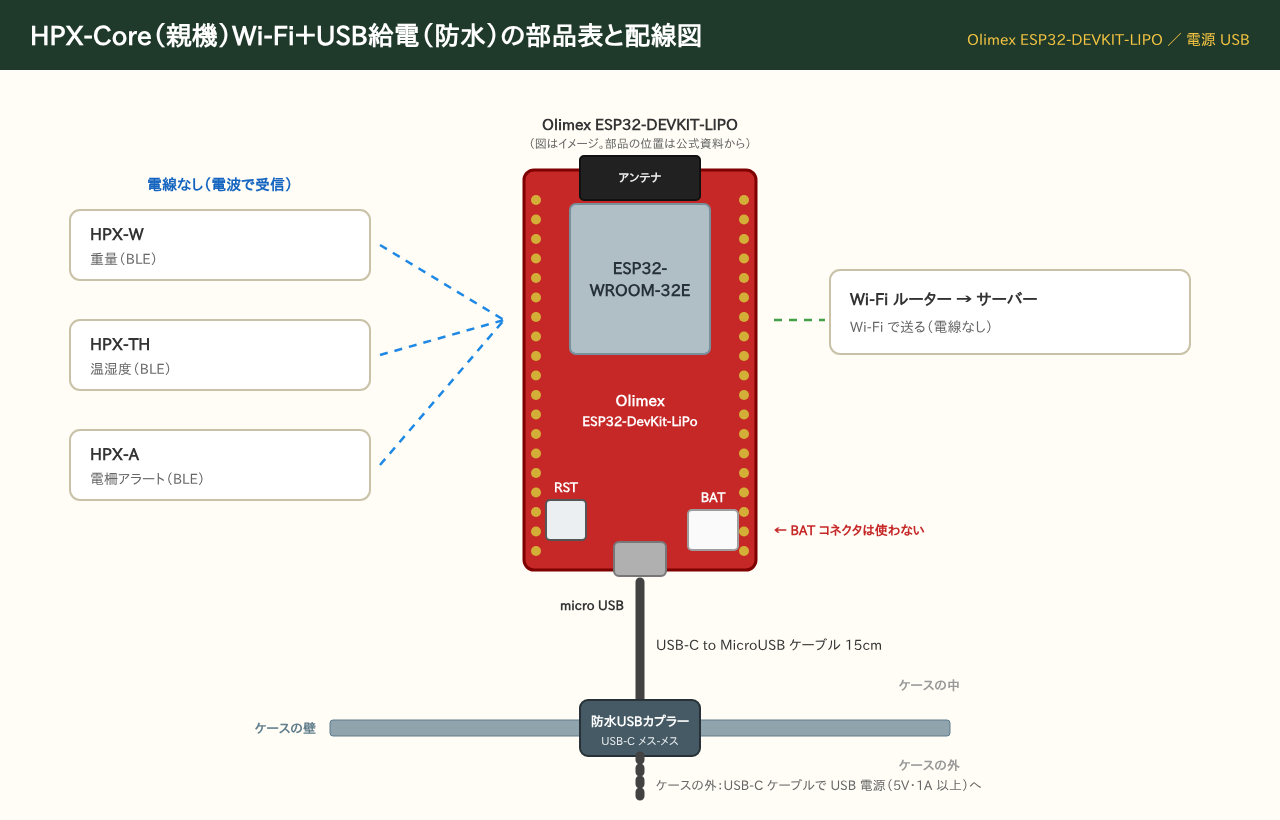 HPX-Core（親機）Wi-Fi＋USB給電（防水）の部品表と配線図
Olimex ESP32-DEVKIT-LIPO ／ 電源 USB
Olimex ESP32-DEVKIT-LIPO
（図はイメージ。部品の位置は公式資料から）
アンテナ
電線なし（電波で受信）
HPX-W
重量（BLE）
HPX-TH
温湿度（BLE）
HPX-A
電柵アラート（BLE）
ESP32-
WROOM-32E
Wi-Fi ルーター → サーバー
Wi-Fi で送る（電線なし）
Olimex
ESP32-DevKit-LiPo
RST
BAT
← BAT コネクタは使わない
micro USB
USB-C to MicroUSB ケーブル 15cm
ケースの中
ケースの壁
防水USBカプラー
USB-C メス-メス
ケースの外
ケースの外：USB-C ケーブルで USB 電源（5V・1A 以上）へ